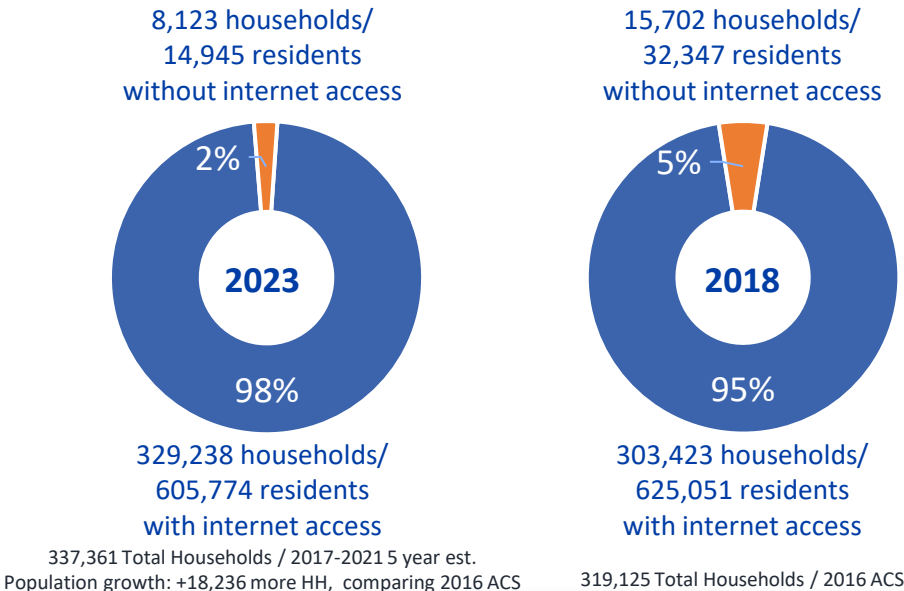 8,123 households/
14,945 residents
without internet access
2%
2023
98%
329,238 households/
605,774 residents
with internet access
337,361 Total Households / 2017-2021 5 year est.
Population growth: +18,236 more HH, comparing 2016 ACS
15,702 households/
32,347 residents
without internet access
5%
2018
95%
303,423 households/
625,051 residents
with internet access
319,125 Total Households / 2016 ACS